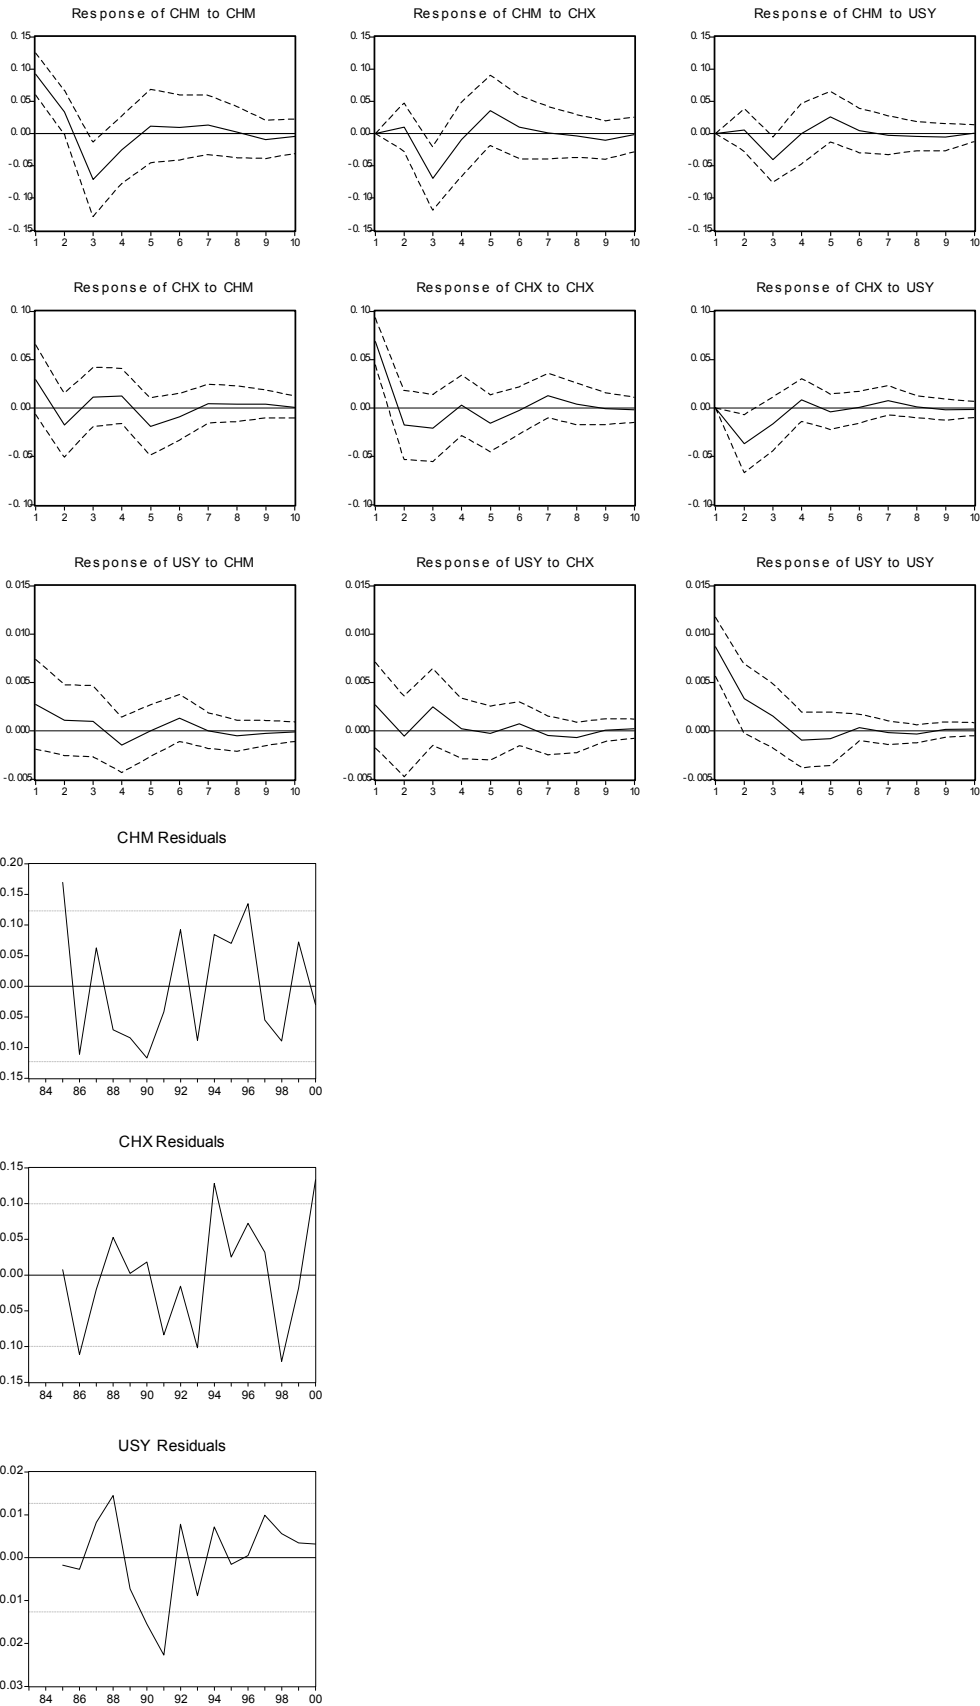 Response of CHM to CHM Response of CHM to CHX Response of CHM to USY
0.15 0.15 0.15
0.10 0.10 0.10
0.05 0.05 0.05
0.00 0.00 0.00
-0.05 -0.05 -0.05
-0.10 -0.10 -0.10
-0.15 -0.15 -0.15
1 2 3 4 5 6 7 8 9 10 1 2 3 4 5 6 7 8 9 10 1 2 3 4 5 6 7 8 9 10
Response of CHX to CHM Response of CHX to CHX Response of CHX to USY
0.10 0.10 0.10
0.05 0.05 0.05
0.00 0.00 0.00
-0.05 -0.05 -0.05
-0.10 -0.10 -0.10
1 2 3 4 5 6 7 8 9 10 1 2 3 4 5 6 7 8 9 10 1 2 3 4 5 6 7 8 9 10
Response of USY to CHM Response of USY to CHX Response of USY to USY
0.015 0.015 0.015
0.010 0.010 0.010
0.005 0.005 0.005
0.000 0.000 0.000
-0.005 -0.005 -0.005
1 2 3 4 5 6 7 8 9 10 1 2 3 4 5 6 7 8 9 10 1 2 3 4 5 6 7 8 9 10
CHM Residuals
0.20
0.15
0.10
0.05
0.00
0.05
0.10
0.15
84 86 88 90 92 94 96 98 00
CHX Residuals
0.15
0.10
0.05
0.00
0.05
0.10
0.15
84 86 88 90 92 94 96 98 00
USY Residuals
0.02
0.01
0.00
0.01
0.02
0.03
84 86 88 90 92 94 96 98 00